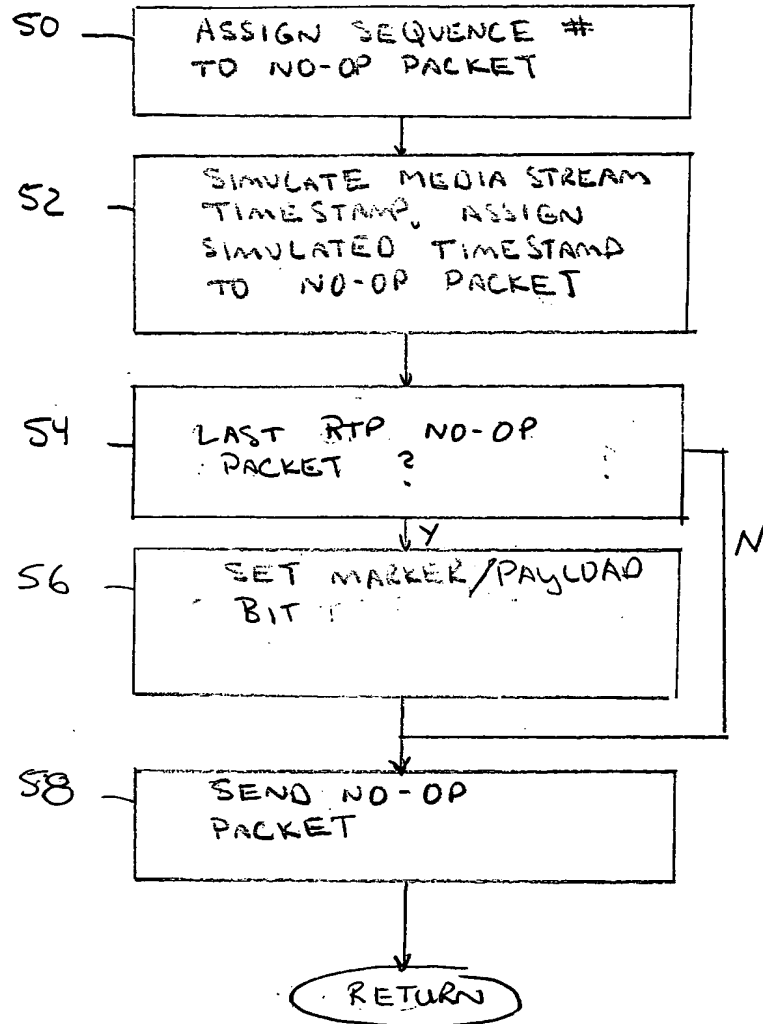 50
ASSIGN SEQUENCE #
TO NO-OP PACKET
52
SIMULATE MEDIA STREAM
TIMESTAMP. ASSIGN
SIMULATED TIMESTAMP
TO NO-OP PACKET
54
LAST RTP NO-OP
PACKET ?
Y
N
56
SET MARKER/PAYLOAD
BIT
58
SEND NO-OP
PACKET
RETURN